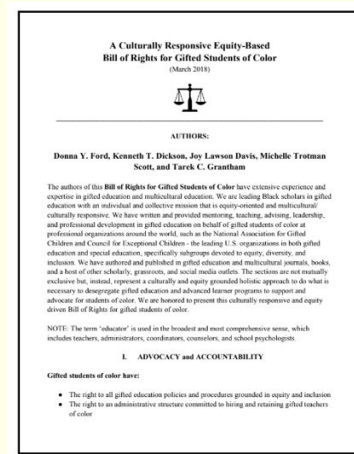 A Culturally Responsive Equity-Based
Bill of Rights for Gifted Students of Color
(March 2018)
AUTHORS:
Donna Y. Ford, Kenneth T. Dickson, Joy Lawson Davis, Michelle Trotman
Scott, and Tarek C. Grantham
The authors of this Bill of Rights for Gifted Students of Color have extensive experience and
expertise in gifted education and multicultural education. We are leading Black scholars in gifted
education with an individual and collective mission that is equity-oriented and multicultural/
culturally responsive. We have written and provided mentoring, teaching, advising, leadership,
and professional development in gifted education on behalf of gifted students of color at
professional organizations around the world, such as the National Association for Gifted
Children and Council for Exceptional Children - the leading U.S. organizations in both gifted
education and special education, specifically subgroups devoted to equity, diversity, and
inclusion. We have authored and published in gifted education and multicultural journals, books,
and a host of other scholarly, grassroots, and social media outlets. The sections are not mutually
exclusive but, instead, represent a culturally and equity grounded holistic approach to do what is
necessary to desegregate gifted education and advanced learner programs to support and
advocate for students of color. We are honored to present this culturally responsive and equity
driven Bill of Rights for gifted students of color.
NOTE: The term 'educator' is used in the broadest and most comprehensive sense, which
includes teachers, administrators, coordinators, counselors, and school psychologists.
I. ADVOCACY and ACCOUNTABILITY
Gifted students of color have:
● The right to all gifted education policies and procedures grounded in equity and inclusion
● The right to an administrative structure committed to hiring and retaining gifted teachers
of color